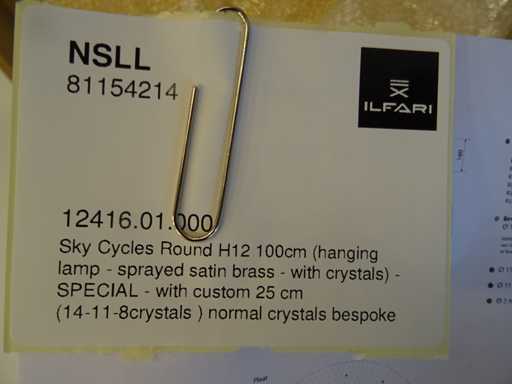 NSLL
81154214
ILFARI
12416.01.000
Sky Cycles Round H12 100cm (hanging
lamp - sprayed satin brass - with crystals) -
SPECIAL - with custom 25 cm
(14-11-8crystals ) normal crystals bespoke